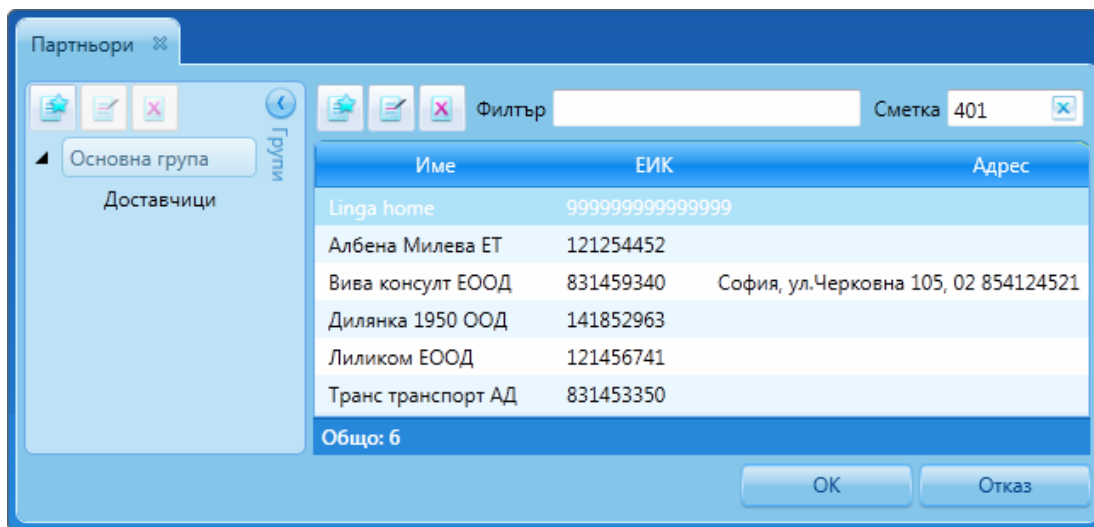 Партньори
Групи
Филтър
Сметка 401
Основна група
Доставчици
Име ЕИК Адрес
Linga home 999999999999999
Албена Милева ЕТ 121254452
Вива консулт ЕООД 831459340 София, ул.Черковна 105, 02 854124521
Дилянка 1950 ООД 141852963
Лиликом ЕООД 121456741
Транс транспорт АД 831453350
Общо: 6
OK Отказ